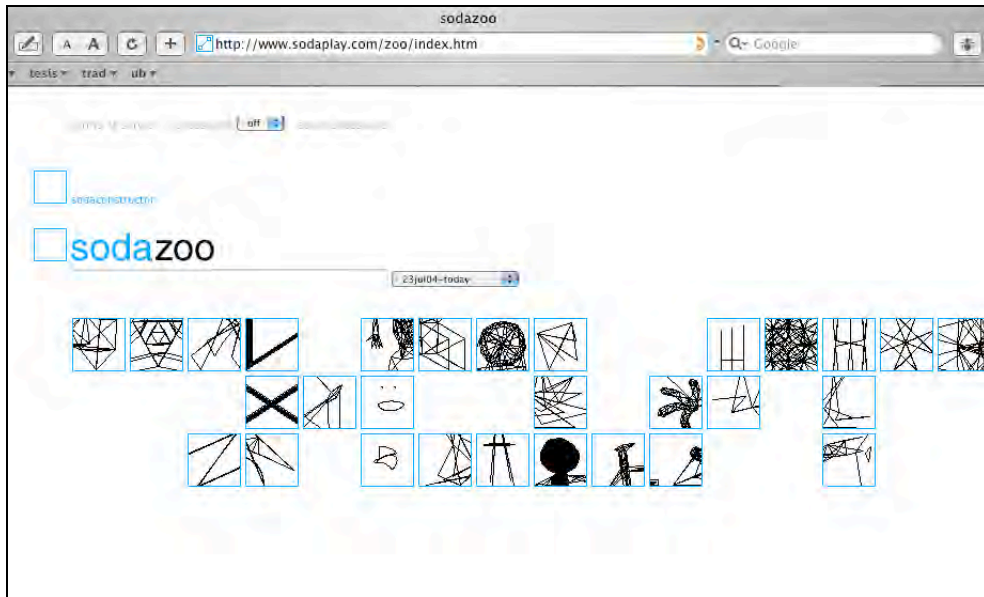 sodazoo
A A
http://www.sodaplay.com/zoo/index.htm
Google
tesis trad ub
off
sodaconstructor
sodazoo
23jul04-today